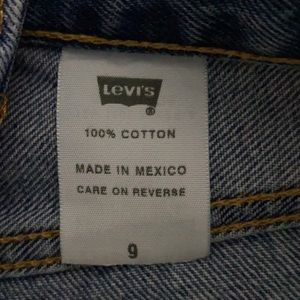 LeVI'S
®
100% COTTON
MADE IN MEXICO
CARE ON REVERSE
9